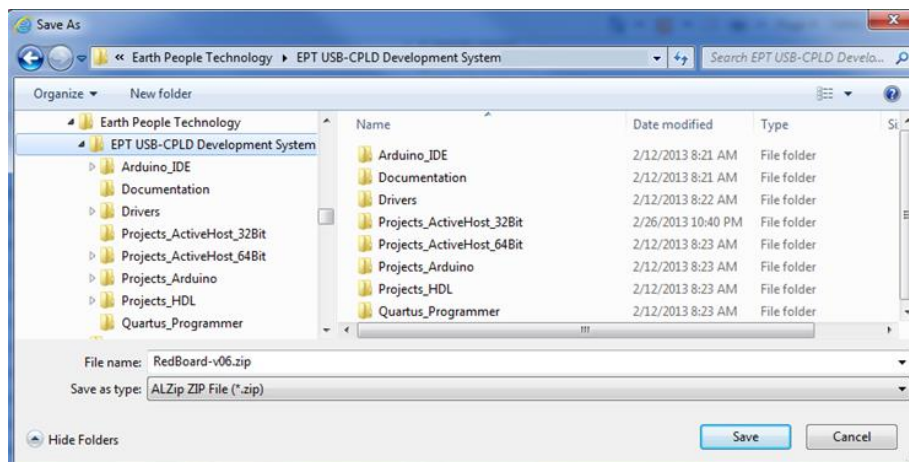 Save As
« Earth People Technology ▸ EPT USB-CPLD Development System
Search EPT USB-CPLD Develo...
Organize New folder
Earth People Technology
EPT USB-CPLD Development System
Arduino_IDE
Documentation
Drivers
Projects_ActiveHost_32Bit
Projects_ActiveHost_64Bit
Projects_Arduino
Projects_HDL
Quartus_Programmer
Name Date modified Type Si
Arduino_IDE 2/12/2013 8:21 AM File folder
Documentation 2/12/2013 8:21 AM File folder
Drivers 2/12/2013 8:22 AM File folder
Projects_ActiveHost_32Bit 2/26/2013 10:40 PM File folder
Projects_ActiveHost_64Bit 2/12/2013 8:23 AM File folder
Projects_Arduino 2/12/2013 8:23 AM File folder
Projects_HDL 2/12/2013 8:23 AM File folder
Quartus_Programmer 2/12/2013 8:23 AM File folder
File name: RedBoard-v06.zip
Save as type: ALZip ZIP File (*.zip)
Hide Folders Save Cancel